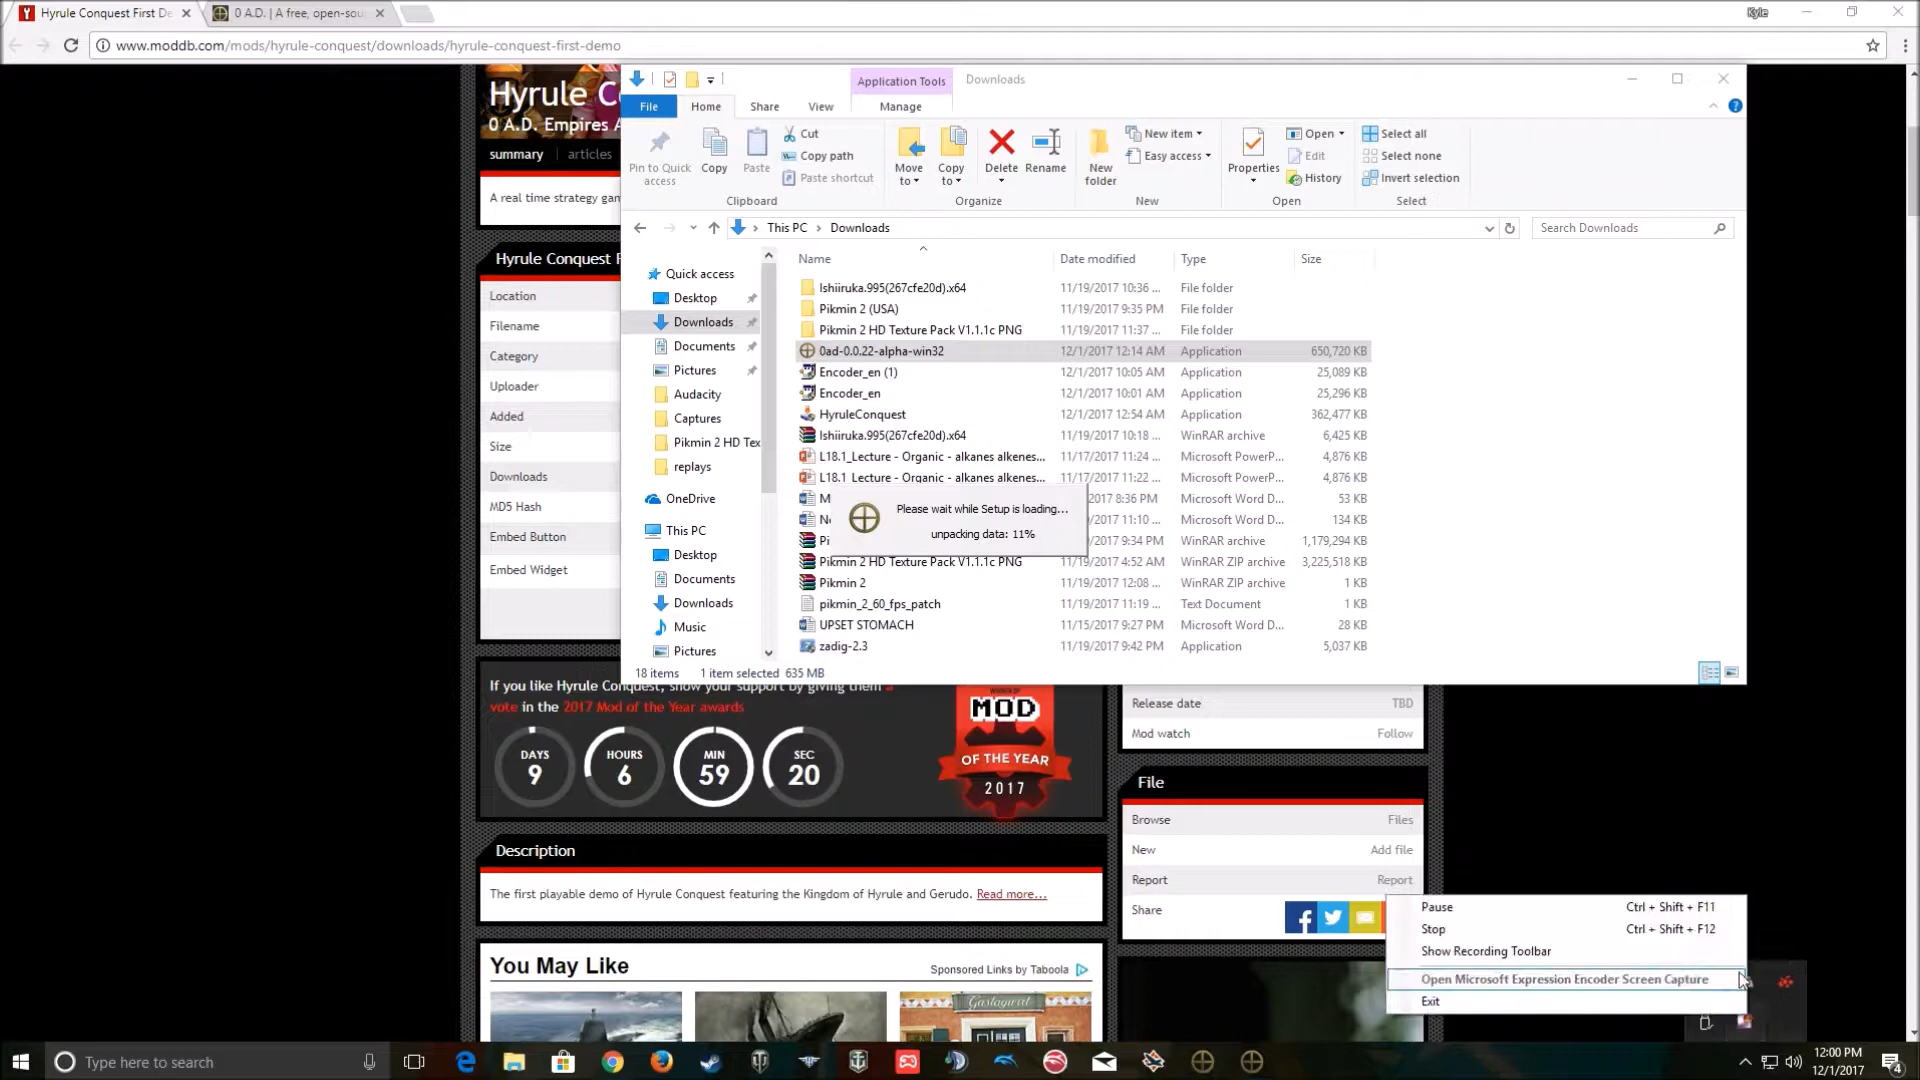 Hyrule Conquest First De
0 A.D. | A free, open-sou
Kyle
www.moddb.com/mods/hyrule-conquest/downloads/hyrule-conquest-first-demo
Hyrule
0 A.D. Empires
summary
articles
A real time strategy
Application Tools
Downloads
File
Home
Share
View
Manage
Pin to Quick access
Copy
Paste
Cut
Copy path
Paste shortcut
Clipboard
Move to
Copy to
Delete
Rename
Organize
New folder
New item
Easy access
New
Properties
Open
Edit
History
Open
Select all
Select none
Invert selection
Select
This PC > Downloads
Search Downloads
Name
Date modified
Type
Size
Quick access
Desktop
Downloads
Documents
Pictures
Audacity
Captures
Pikmin 2 HD Tex
replays
OneDrive
This PC
Desktop
Documents
Downloads
Music
Pictures
Ishiiruka.995(267cfe20d).x64 11/19/2017 10:36 ... File folder
Pikmin 2 (USA) 11/19/2017 9:35 PM File folder
Pikmin 2 HD Texture Pack V1.1.1c PNG 11/19/2017 11:37 ... File folder
0ad-0.0.22-alpha-win32 12/1/2017 12:14 AM Application 650,720 KB
Encoder_en (1) 11/19/2017 10:05 AM Application 25,089 KB
Encoder_en 11/19/2017 10:01 AM Application 25,296 KB
HyruleConquest 12/1/2017 12:54 AM Application 362,477 KB
Ishiiruka.995(267cfe20d).x64 11/19/2017 10:18 ... WinRAR archive 6,425 KB
L18.1_Lecture - Organic - alkanes alkenes... 11/17/2017 11:24 ... Microsoft PowerP... 4,876 KB
L18.1_Lecture - Organic - alkanes alkenes... 11/17/2017 11:22 ... Microsoft PowerP... 4,876 KB
M 2017 8:36 PM Microsoft Word D... 53 KB
2017 11:10 ... Microsoft Word D... 134 KB
Pi 2017 9:34 PM WinRAR archive 1,179,294 KB
Pikmin 2 HD Texture Pack V1.1.1c PNG 11/19/2017 4:52 AM WinRAR ZIP archive 3,225,518 KB
Pikmin 2 11/19/2017 12:08 ... WinRAR ZIP archive 1 KB
pikmin_2_60_fps_patch 11/19/2017 11:19 ... Text Document 1 KB
UPSET STOMACH 11/15/2017 9:27 PM Microsoft Word D... 28 KB
zadig-2.3 11/19/2017 9:42 PM Application 5,037 KB
Please wait while Setup is loading...
unpacking data: 11%
18 items 1 item selected 635 MB
Hyrule Conquest F
Location
Filename
Category
Uploader
Added
Size
Downloads
MD5 Hash
Embed Button
Embed Widget
If you like Hyrule Conquest, show your support by giving them a
vote in the 2017 Mod of the Year awards
DAYS 9
HOURS 6
MIN 59
SEC 20
WINNER OF
MOD
OF THE YEAR
2017
Description
The first playable demo of Hyrule Conquest featuring the Kingdom of Hyrule and Gerudo. Read more...
You May Like
Sponsored Links by Taboola
Gastagwirt
Release date TBD
Mod watch Follow
File
Browse Files
New Add file
Report Report
Share
Pause Ctrl + Shift + F11
Stop Ctrl + Shift + F12
Show Recording Toolbar
Open Microsoft Expression Encoder Screen Capture
Exit
Type here to search
12:00 PM
12/1/2017
4